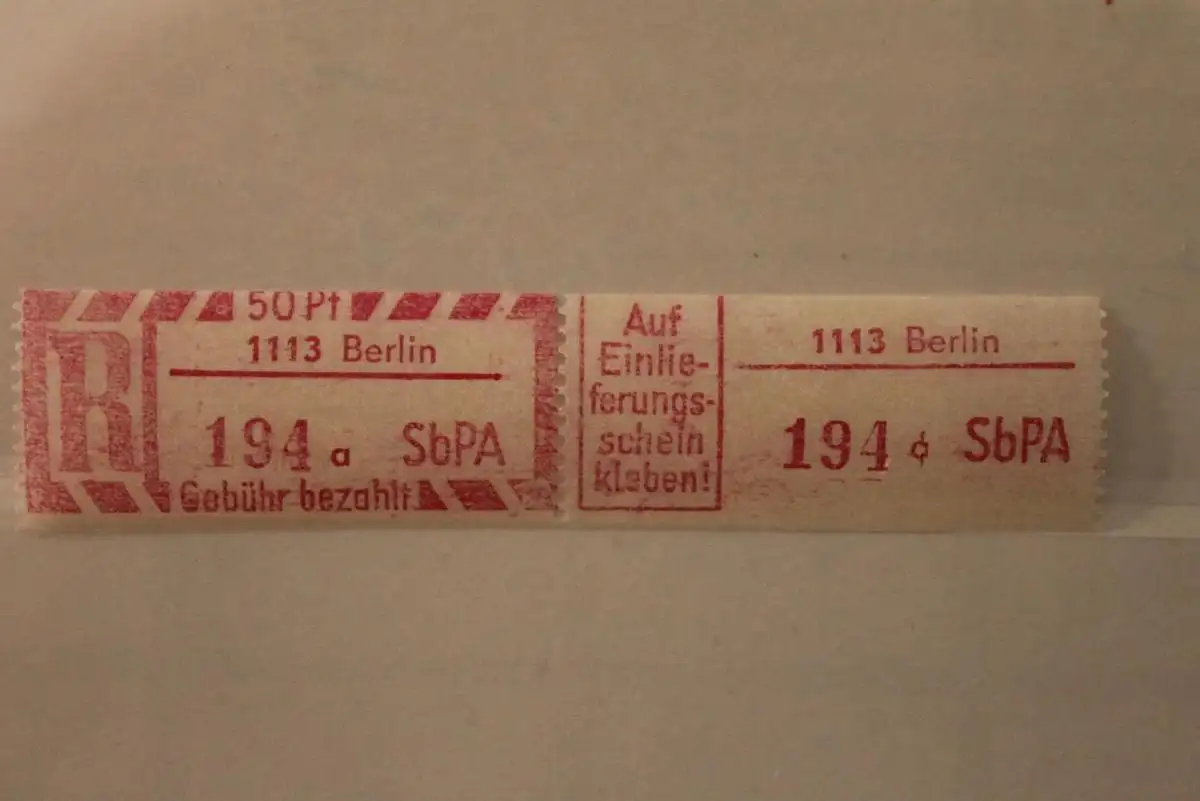 50 Pf
R
1113 Berlin
194 a SbPA
Gebühr bezahlt
Auf
Einlie-
ferungs-
schein
kleben!
1113 Berlin
194 SbPA